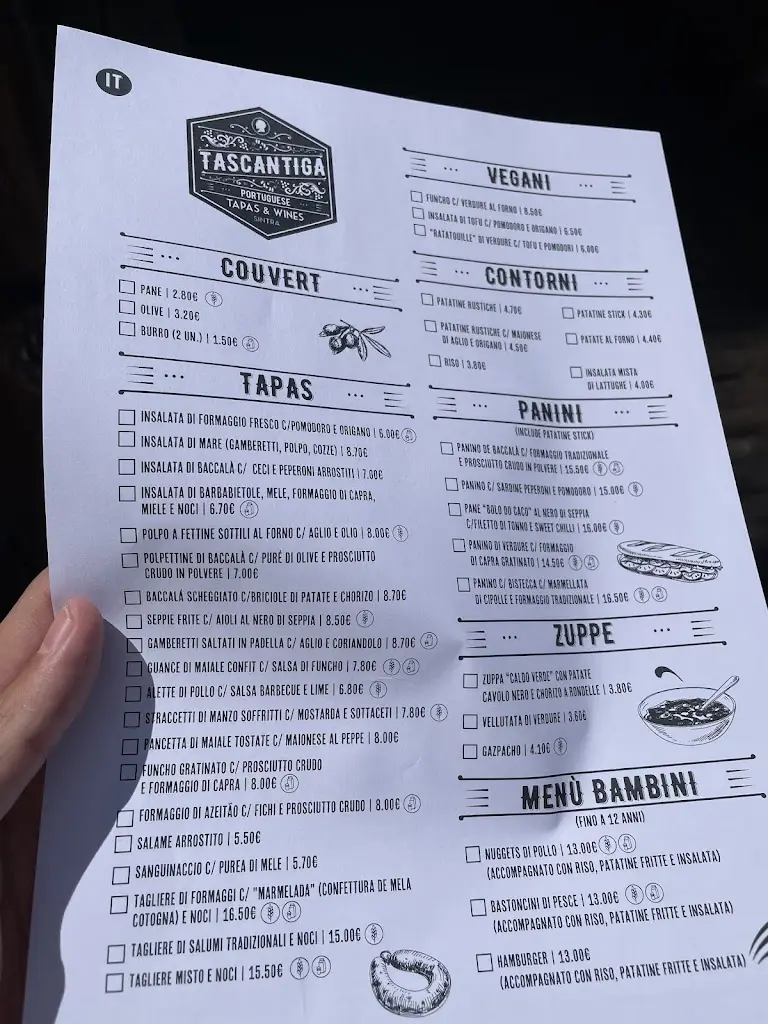 IT
TASCANTIGA
PORTUGUESE
TAPAS & WINES
SINTRA
COUVERT
PANE | 2.80€
OLIVE | 3.20€
BURRO (2 UN.) | 1.50€
TAPAS
INSALATA DI FORMAGGIO FRESCO C/POMODORO E ORIGANO | 6.00€
INSALATA DI MARE (GAMBERETTI, POLPO, COZZE) | 8.70€
INSALATA DI BACCALÀ C/ CECI E PEPERONI ARROSTITI | 7.00€
INSALATA DI BARBABIETOLE, MELE, FORMAGGIO DI CAPRA,
MIELE E NOCI | 6.70€
POLPO A FETTINE SOTTILI AL FORNO C/ AGLIO E OLIO | 8.00€
POLPETTINE DI BACCALÀ C/ PURÉ DI OLIVE E PROSCIUTTO
CRUDO IN POLVERE | 7.00€
BACCALÁ SCHEGGIATO C/BRICIOLE DI PATATE E CHORIZO | 8.70€
SEPPIE FRITE C/ AIOLI AL NERO DI SEPPIA | 8.50€
GAMBERETTI SALTATI IN PADELLA C/ AGLIO E CORIANDOLO | 8.70€
GUANCE DI MAIALE CONFIT C/ SALSA DI FUNCHO | 7.80€
ALETTE DI POLLO C/ SALSA BARBECUE E LIME | 6.80€
STRACCETTI DI MANZO SOFFRITTI C/ MOSTARDA E SOTTACETI | 7.80€
PANCETTA DI MAIALE TOSTATE C/ MAIONESE AL PEPPE | 8.00€
FUNCHO GRATINATO C/ PROSCIUTTO CRUDO
E FORMAGGIO DI CAPRA | 8.00€
FORMAGGIO DI AZEITÃO C/ FICHI E PROSCIUTTO CRUDO | 8.00€
SALAME ARROSTITO | 5.50€
SANGUINACCIO C/ PUREA DI MELE | 5.70€
TAGLIERE DI FORMAGGI C/ "MARMELADA" (CONFETTURA DE MELA
COTOGNA) E NOCI | 16.50€
TAGLIERE DI SALUMI TRADIZIONALI E NOCI | 15.00€
TAGLIERE MISTO E NOCI | 15.50€
VEGANI
FUNCHO C/ VERDURE AL FORNO | 8.50€
INSALATA DI TOFU C/ POMODORO E ORIGANO | 6.50€
"RATATOUILLE" DI VERDURE C/ TOFU E POMODORI | 6.00€
CONTORNI
PATATINE RUSTICHE | 4.70€
PATATINE RUSTICHE C/ MAIONESE
DI AGLIO E ORIGANO | 4.50€
RISO | 3.80€
PATATINE STICK | 4.30€
PATATE AL FORNO | 4.40€
INSALATA MISTA
DI LATTUGHE | 4.00€
PANINI
(INCLUDE PATATINE STICK)
PANINO DE BACCALÀ C/ FORMAGGIO TRADIZIONALE
E PROSCIUTTO CRUDO IN POLVERE | 15.50€
PANINO C/ SARDINE PEPERONI E POMODORO | 15.00€
PANE "BOLO DO CACO" AL NERO DI SEPPIA
C/FILETTO DI TONNO E SWEET CHILLI | 16.00€
PANINO DI VERDURE C/ FORMAGGIO
DI CAPRA GRATINATO | 14.50€
PANINO C/ BISTECCA C/ MARMELLATA
DI CIPOLLE E FORMAGGIO TRADIZIONALE | 16.50€
ZUPPE
ZUPPA "CALDO VERDE" CON PATATE
CAVOLO NERO E CHORIZO A RONDELLE | 3.80€
VELLUTATA DI VERDURE | 3.60€
GAZPACHO | 4.10€
MENÙ BAMBINI
(FINO A 12 ANNI)
NUGGETS DI POLLO | 13.00€
(ACCOMPAGNATO CON RISO, PATATINE FRITTE E INSALATA)
BASTONCINI DI PESCE | 13.00€
(ACCOMPAGNATO CON RISO, PATATINE FRITTE E INSALATA)
HAMBURGER | 13.00€
(ACCOMPAGNATO CON RISO, PATATINE FRITTE E INSALATA)